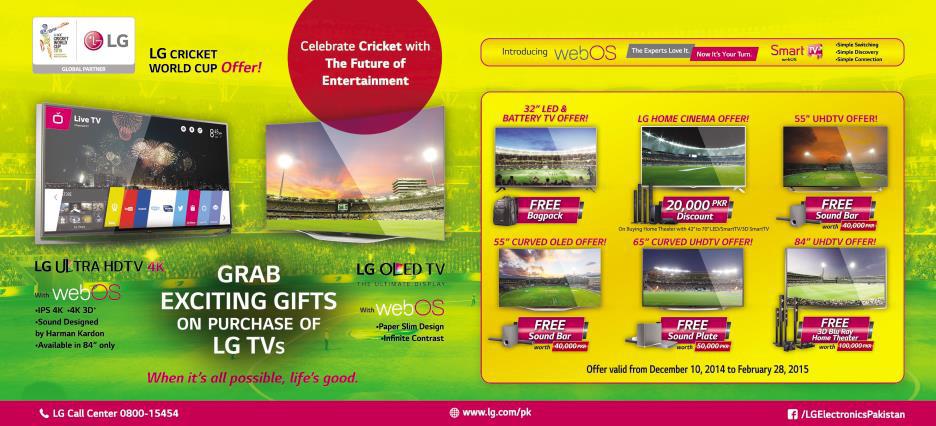 ICC
CRICKET
WORLD CUP
2015
LG
GLOBAL PARTNER
LG CRICKET
WORLD CUP Offer!
Celebrate Cricket with
The Future of
Entertainment
Live TV
LG ULTRA HDTV 4K
With webOS
•IPS 4K •4K 3D+
•Sound Designed
by Harman Kardon
•Available in 84" only
GRAB
EXCITING GIFTS
ON PURCHASE OF
LG TVs
LG OLED TV
THE ULTIMATE DISPLAY
With webOS
•Paper Slim Design
•Infinite Contrast
When it's all possible, life's good.
Introducing webOS The Experts Love It. Now It's Your Turn. Smart TV webOS
•Simple Switching
•Simple Discovery
•Simple Connection
32" LED &
BATTERY TV OFFER!
FREE
Bagpack
LG HOME CINEMA OFFER!
20,000 PKR
Discount
On Buying Home Theater with 42" to 70" LED/SmartTV/3D SmartTV
55" UHDTV OFFER!
FREE
Sound Bar
worth 40,000 PKR
55" CURVED OLED OFFER!
FREE
Sound Bar
worth 40,000 PKR
65" CURVED UHDTV OFFER!
FREE
Sound Plate
worth 50,000 PKR
84" UHDTV OFFER!
FREE
3D Blu Ray
Home Theater
worth 100,000 PKR
Offer valid from December 10, 2014 to February 28, 2015
LG Call Center 0800-15454
www.lg.com/pk
/LGElectronicsPakistan